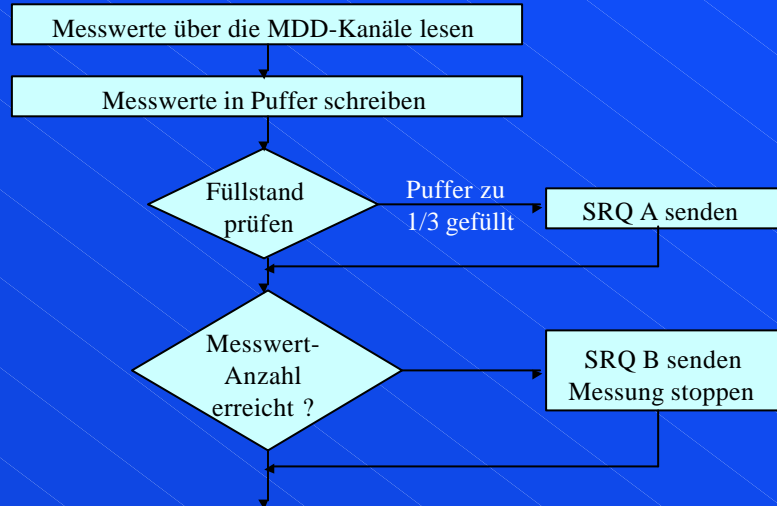 Messwerte über die MDD-Kanäle lesen
Messwerte in Puffer schreiben
Füllstand
prüfen
Puffer zu
1/3 gefüllt
SRQ A senden
Messwert-
Anzahl
erreicht ?
SRQ B senden
Messung stoppen